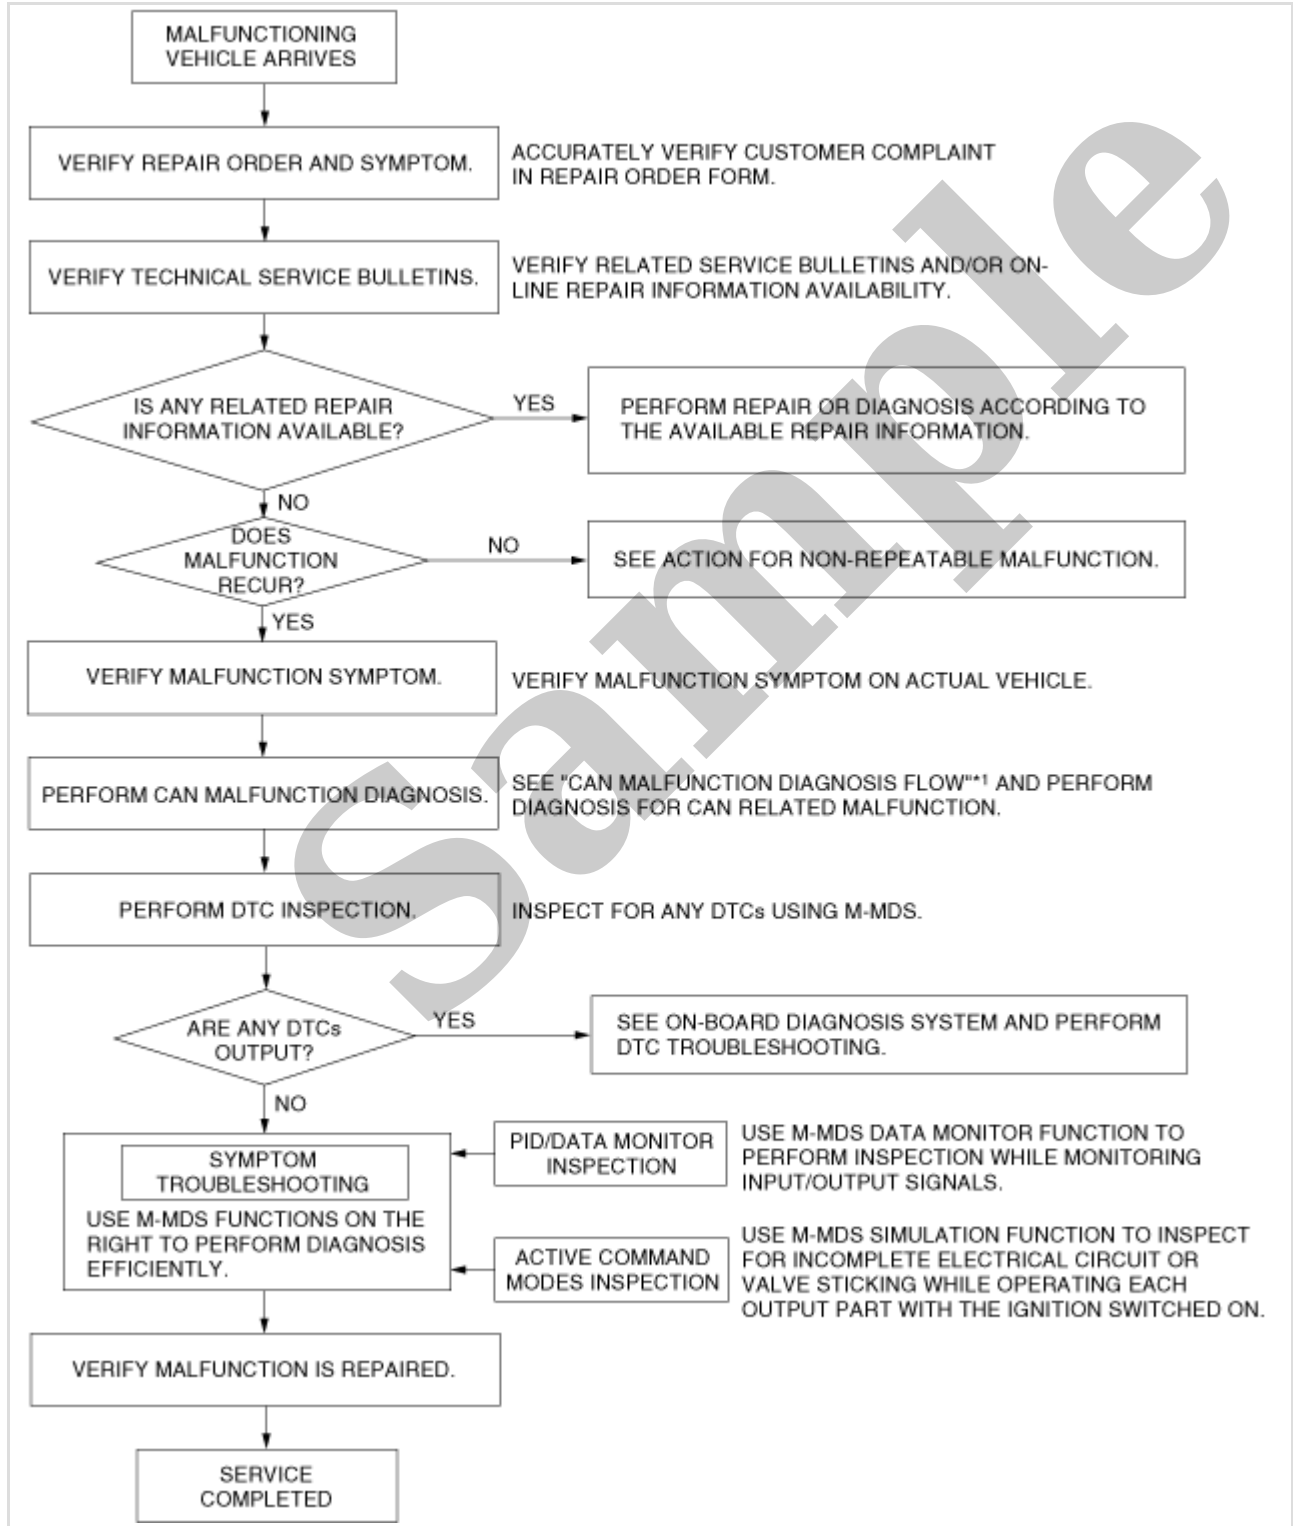 MALFUNCTIONING
VEHICLE ARRIVES
VERIFY REPAIR ORDER AND SYMPTOM.
ACCURATELY VERIFY CUSTOMER COMPLAINT
IN REPAIR ORDER FORM.
VERIFY TECHNICAL SERVICE BULLETINS.
VERIFY RELATED SERVICE BULLETINS AND/OR ON-
LINE REPAIR INFORMATION AVAILABILITY.
IS ANY RELATED REPAIR
INFORMATION AVAILABLE?
YES
PERFORM REPAIR OR DIAGNOSIS ACCORDING TO
THE AVAILABLE REPAIR INFORMATION.
NO
DOES
MALFUNCTION
RECUR?
NO
SEE ACTION FOR NON-REPEATABLE MALFUNCTION.
YES
VERIFY MALFUNCTION SYMPTOM.
VERIFY MALFUNCTION SYMPTOM ON ACTUAL VEHICLE.
PERFORM CAN MALFUNCTION DIAGNOSIS.
SEE "CAN MALFUNCTION DIAGNOSIS FLOW"*1 AND PERFORM
DIAGNOSIS FOR CAN RELATED MALFUNCTION.
PERFORM DTC INSPECTION.
INSPECT FOR ANY DTCs USING M-MDS.
ARE ANY DTCs
OUTPUT?
YES
SEE ON-BOARD DIAGNOSIS SYSTEM AND PERFORM
DTC TROUBLESHOOTING.
NO
SYMPTOM
TROUBLESHOOTING
USE M-MDS FUNCTIONS ON THE
RIGHT TO PERFORM DIAGNOSIS
EFFICIENTLY.
PID/DATA MONITOR
INSPECTION
USE M-MDS DATA MONITOR FUNCTION TO
PERFORM INSPECTION WHILE MONITORING
INPUT/OUTPUT SIGNALS.
ACTIVE COMMAND
MODES INSPECTION
USE M-MDS SIMULATION FUNCTION TO INSPECT
FOR INCOMPLETE ELECTRICAL CIRCUIT OR
VALVE STICKING WHILE OPERATING EACH
OUTPUT PART WITH THE IGNITION SWITCHED ON.
VERIFY MALFUNCTION IS REPAIRED.
SERVICE
COMPLETED
Sample